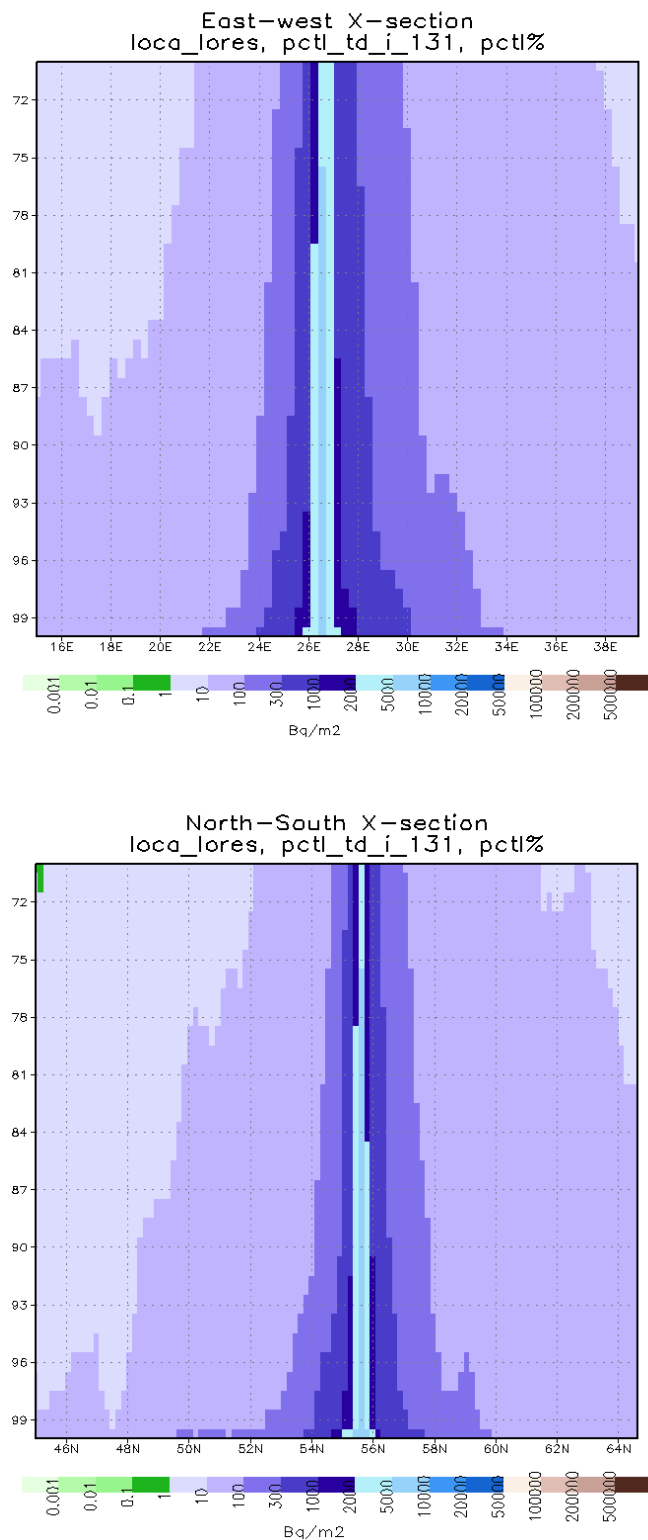 East-west X-section
loca_lores, pctl_td_i_131, pctl%
72
75
78
81
84
87
90
93
96
99
16E 18E 20E 22E 24E 26E 28E 30E 32E 34E 36E 38E
0.001 0.01 0.1 1 10 100 300 1000 2000 5000 10000 20000 50000 100000 200000 500000
Bq/m2
North-South X-section
loca_lores, pctl_td_i_131, pctl%
72
75
78
81
84
87
90
93
96
99
46N 48N 50N 52N 54N 56N 58N 60N 62N 64N
0.001 0.01 0.1 1 10 100 300 1000 2000 5000 10000 20000 50000 100000 200000 500000
Bq/m2